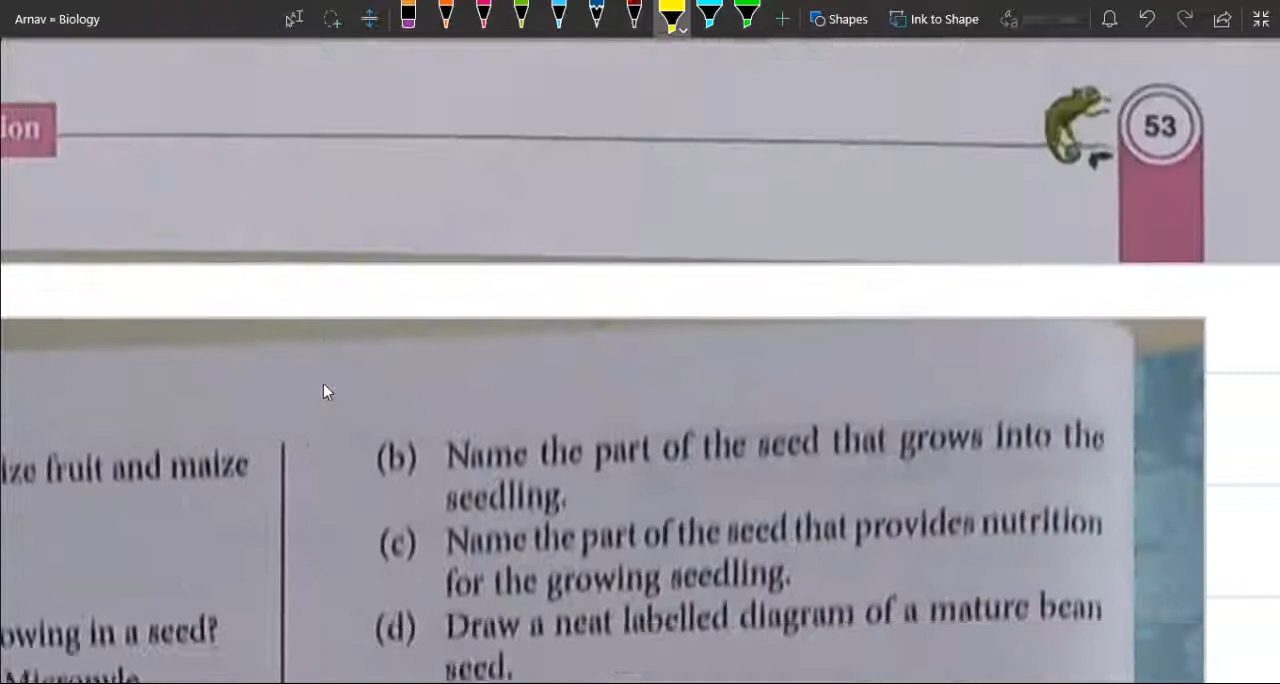 Arnav » Biology
Shapes
Ink to Shape
ion
53
ize fruit and maize
owing in a seed?
Micropyle
(b) Name the part of the seed that grows into the
seedling.
(c) Name the part of the seed that provides nutrition
for the growing seedling.
(d) Draw a neat labelled diagram of a mature bean
seed.